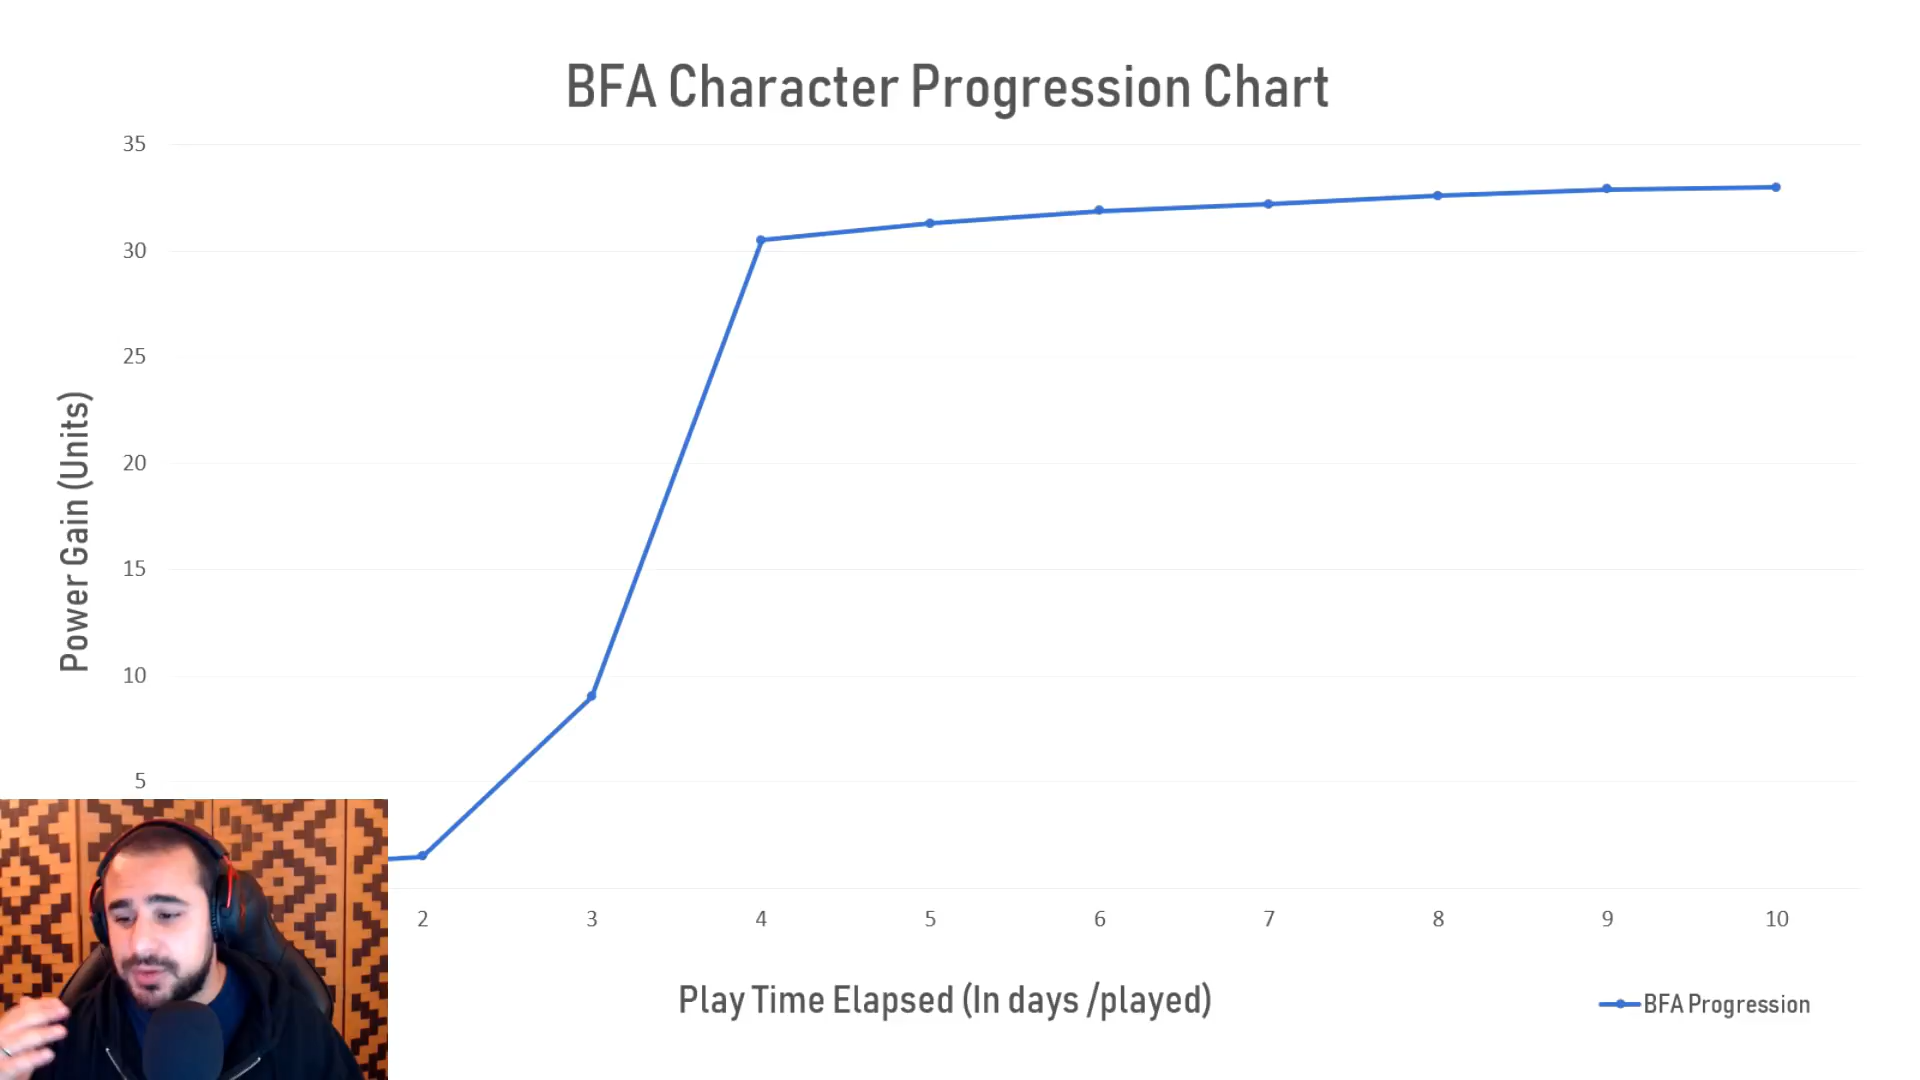 BFA Character Progression Chart
35
30
25
20
15
10
5
Power Gain (Units)
2 3 4 5 6 7 8 9 10
Play Time Elapsed (In days /played)
BFA Progression